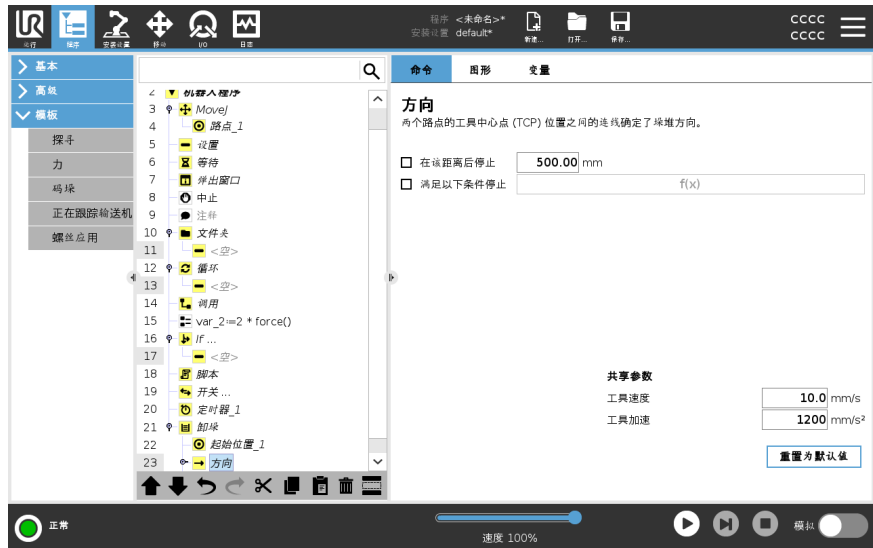 UR
运行
程序
安装设置
移动
I/O
日志
程序 <未命名>*
安装设置 default*
新建...
打开...
保存...
CCCC
CCCC
基本
高级
模板
探寻
力
码垛
正在跟踪输送机
螺丝应用
2 机器人程序
3 MoveJ
4 路点_1
5 设置
6 等待
7 弹出窗口
8 中止
9 注释
10 文件夹
11 <空>
12 循环
13 <空>
14 调用
15 var_2:=2 * force()
16 If ...
17 <空>
18 脚本
19 开关 ...
20 定时器_1
21 卸垛
22 起始位置_1
23 方向
命令
图形
变量
方向
两个路点的工具中心点 (TCP) 位置之间的连线确定了垛堆方向。
在该距离后停止 500.00 mm
满足以下条件停止 f(x)
共享参数
工具速度 10.0 mm/s
工具加速 1200 mm/s²
重置为默认值
正常
速度 100%
模拟